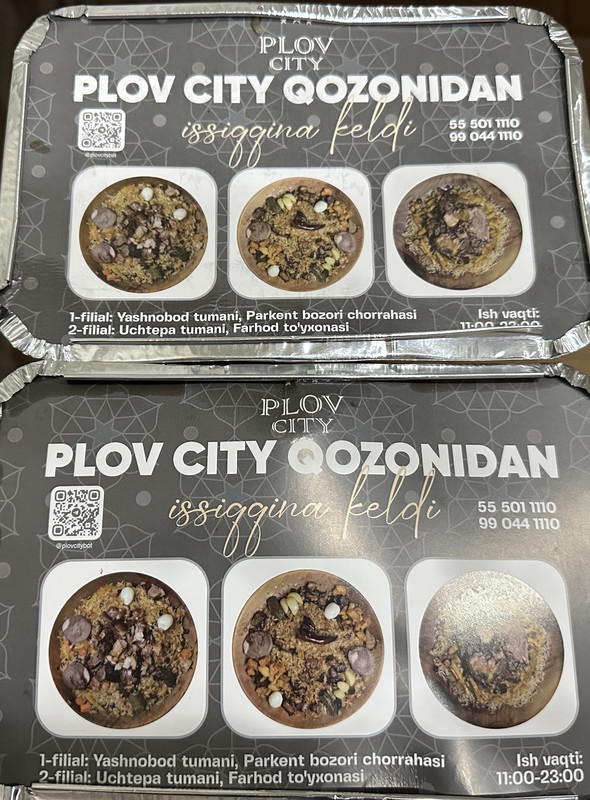 PLOV
CITY
PLOV CITY QOZONIDAN
issiqqina keldi
55 501 1110
99 044 1110
@plovcitybot
1-filial: Yashnobod tumani, Parkent bozori chorrahasi
2-filial: Uchtepa tumani, Farhod to'yxonasi
Ish vaqti:
11:00-23:00
PLOV
CITY
PLOV CITY QOZONIDAN
issiqqina keldi
55 501 1110
99 044 1110
@plovcitybot
1-filial: Yashnobod tumani, Parkent bozori chorrahasi
2-filial: Uchtepa tumani, Farhod to'yxonasi
Ish vaqti:
11:00-23:00